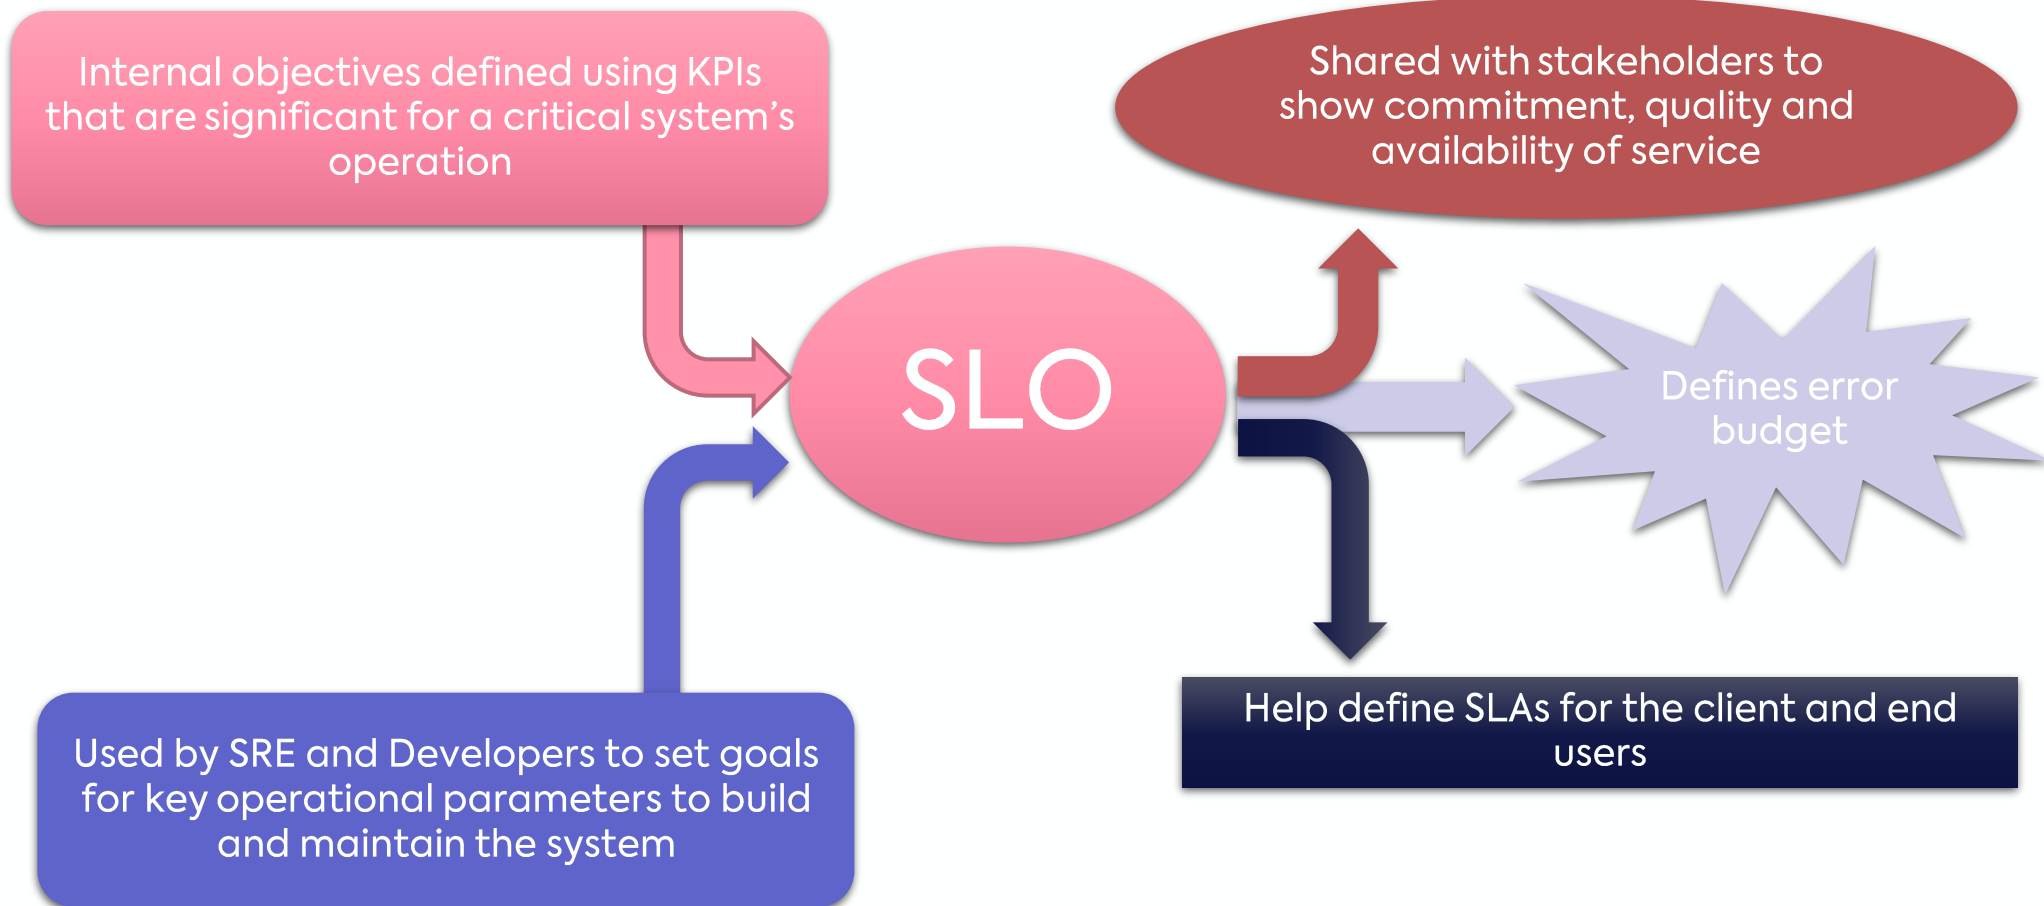 Internal objectives defined using KPIs
that are significant for a critical system’s
operation
Shared with stakeholders to
show commitment, quality and
availability of service
SLO
Defines error
budget
Used by SRE and Developers to set goals
for key operational parameters to build
and maintain the system
Help define SLAs for the client and end
users